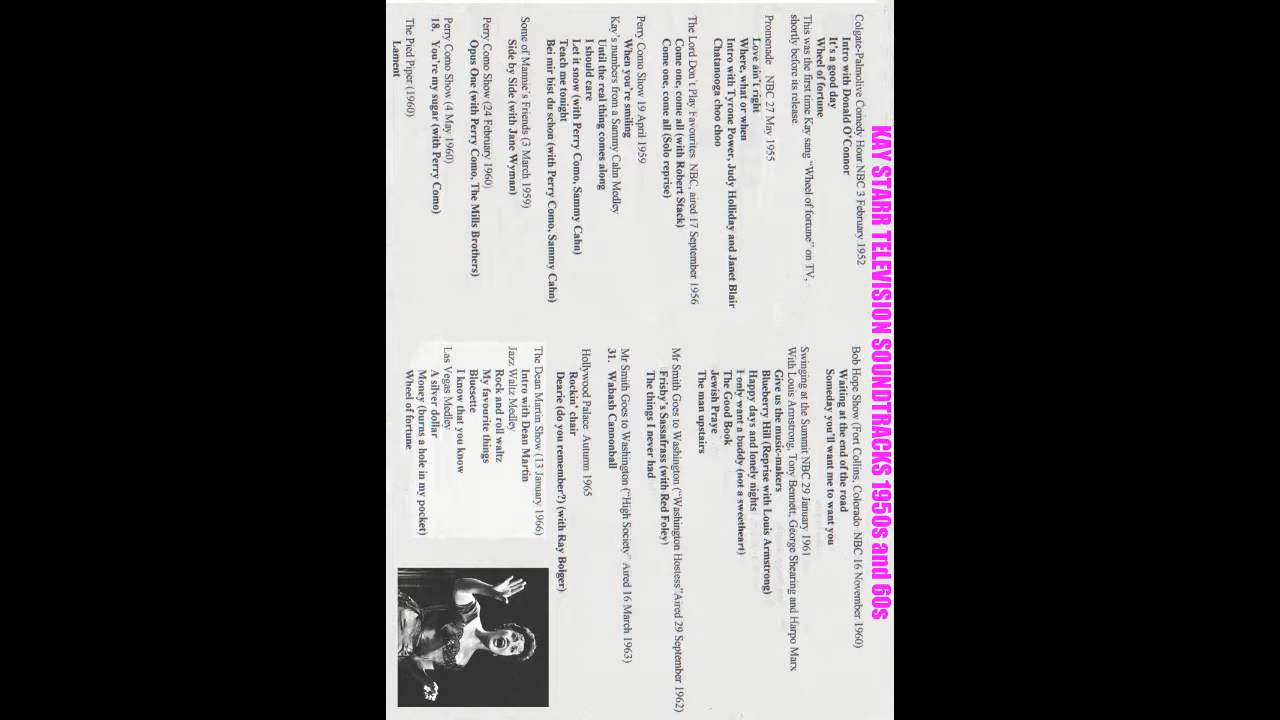 KAY STARR TELEVISION SOUNDTRACKS 1950s and 60s
Colgate-Palmolive Comedy Hour NBC 3 February 1952
Intro with Donald O'Connor
It's a good day
Wheel of fortune
This was the first time Kay sang "Wheel of fortune" on TV,
shortly before its release.
Promenade NBC 27 May 1955
Love ain't right
Where, what or when
Intro with Tyrone Power, Judy Holliday and Janet Blair
Chatanooga choo choo
The Lord Don't Play Favourites NBC, aired 17 September 1956
Come one, come all (with Robert Stack)
Come one, come all (Solo reprise)
Perry Como Show 19 April 1959
When you're smiling
Kay's numbers from a Sammy Cahn Medley
Until the real thing comes along
I should care
Let it snow (with Perry Como, Sammy Cahn)
Teach me tonight
Bei mir bist du schon (with Perry Como, Sammy Cahn)
Some of Mannie's Friends (3 March 1959)
Side by Side (with Jane Wyman)
Perry Como Show (24 February 1960)
Opus One (with Perry Como, The Mills Brothers)
Perry Como Show (4 May 1960)
18. You're my sugar (with Perry Como)
The Pied Piper (1960)
Lament
Bob Hope Show (Fort Collins, Colorado NBC 16 November 1960)
Waiting at the end of the road
Someday you'll want me to want you
Swinging at the Summit NBC 29 January 1961
With Louis Armstrong, Tony Bennett, George Shearing and Harpo Marx
Give us the music-makers
Blueberry Hill (Reprise with Louis Armstrong)
Happy days and lonely nights
I only want a buddy (not a sweetheart)
The Good Book
Jewish Praye
The man upstairs
Mr Smith Goes to Washington ("Washington Hostess"Aired 29 September 1962)
Frisby's Sassafrass (with Red Foley)
The things I never had
Mr Smith Goes to Washington ("High Society" Aired 16 March 1963)
31. Wabash Cannonball
Hollywood Palace Autumn 1965
Rockin' chair
Dearie (do you remember?) (with Ray Bolger)
The Dean Martin Show (13 January 1966)
Intro with Dean Martin
Jazz Waltz Medley
Rock and roll waltz
My favourite things
Bluesette
I know that you know
Las Vegas Medley
A silver dollar
Money (burns a hole in my pocket)
Wheel of fortune